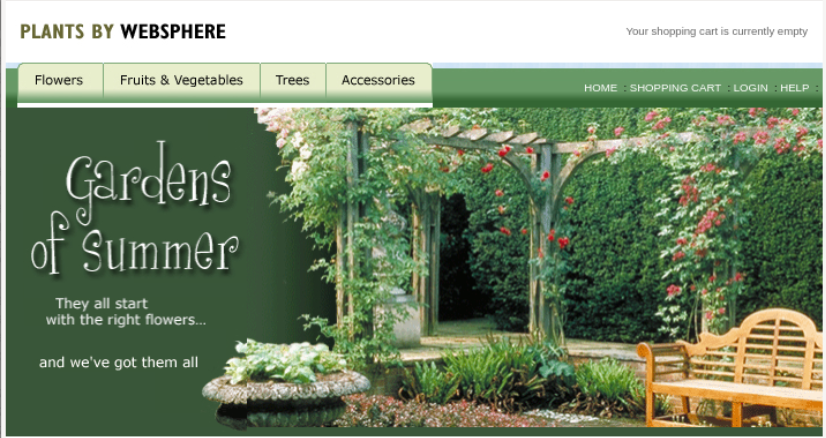 PLANTS BY WEBSPHERE
Your shopping cart is currently empty
Flowers
Fruits & Vegetables
Trees
Accessories
HOME : SHOPPING CART : LOGIN : HELP :
Gardens
of Summer
They all start
with the right flowers...
and we've got them all